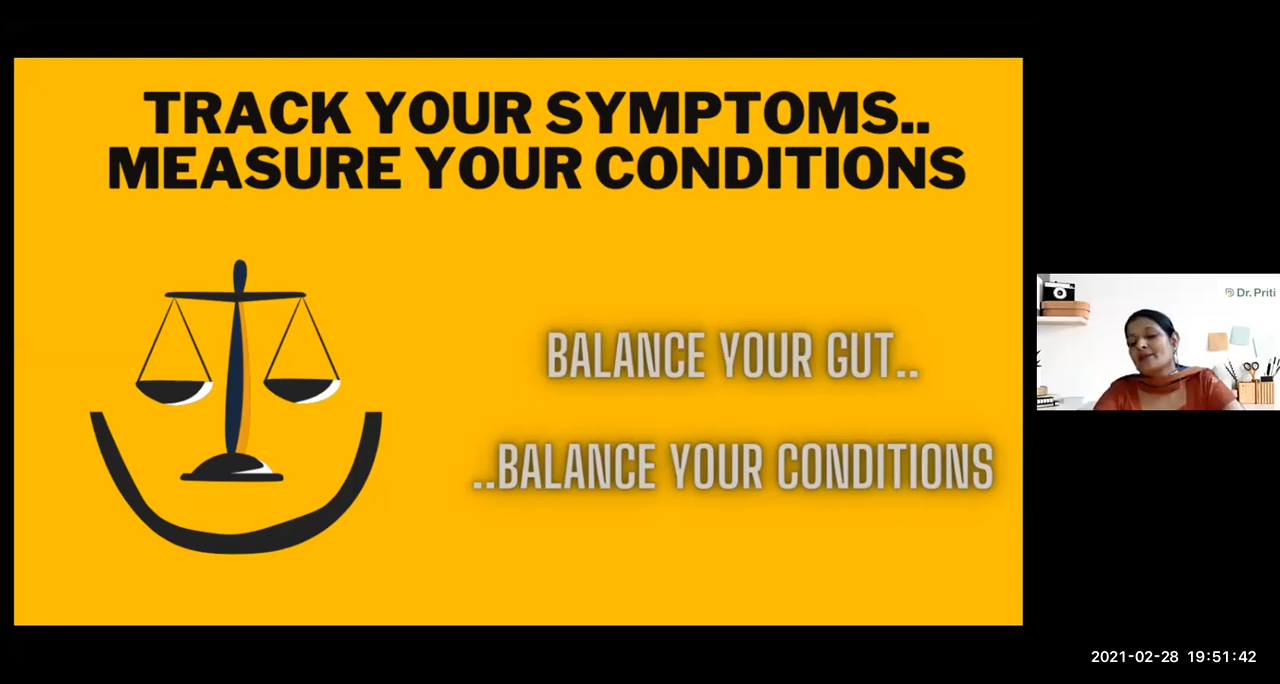 TRACK YOUR SYMPTOMS..
MEASURE YOUR CONDITIONS
BALANCE YOUR GUT..
..BALANCE YOUR CONDITIONS
Dr. Priti
2021-02-28 19:51:42